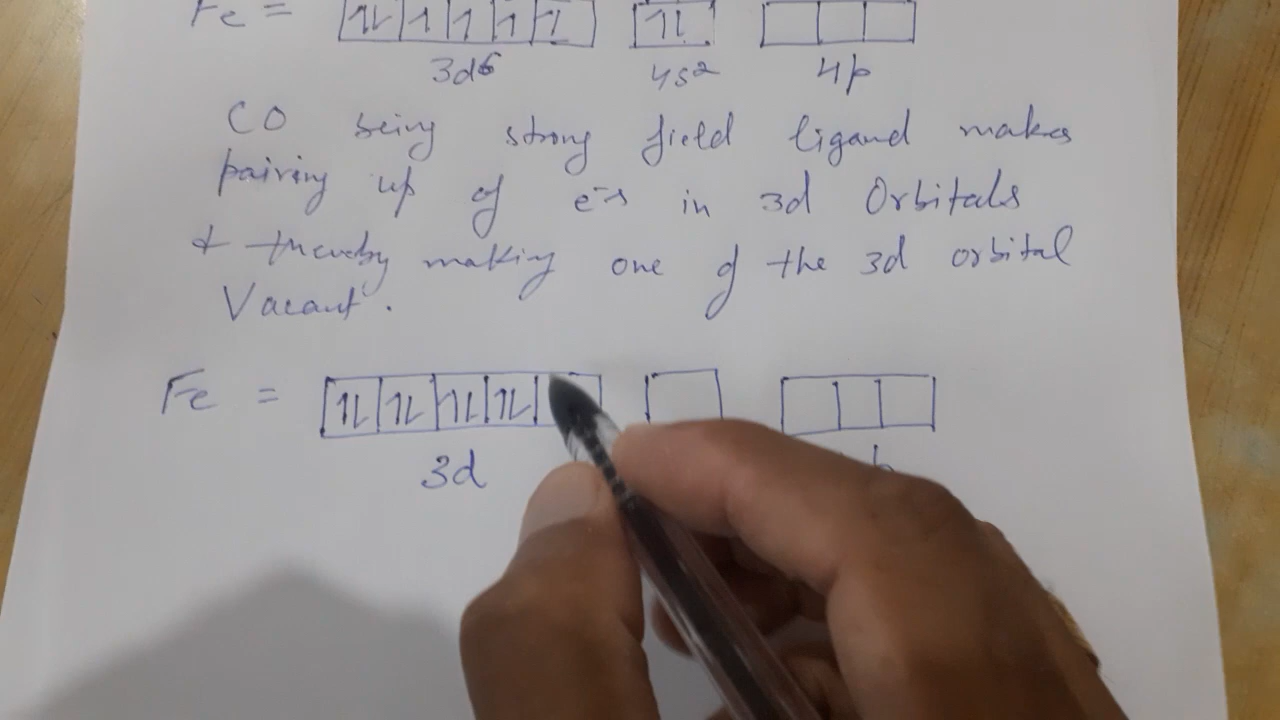 Fe = ⥮ ↿ ↿ ↿ ↿ ⥮
3d⁶ 4s² 4p
CO being strong field ligand makes
pairing up of e⁻s in 3d Orbitals
& thereby making one of the 3d orbital
Vacant.
Fe = ⥮ ⥮ ⥮ ⥮
3d